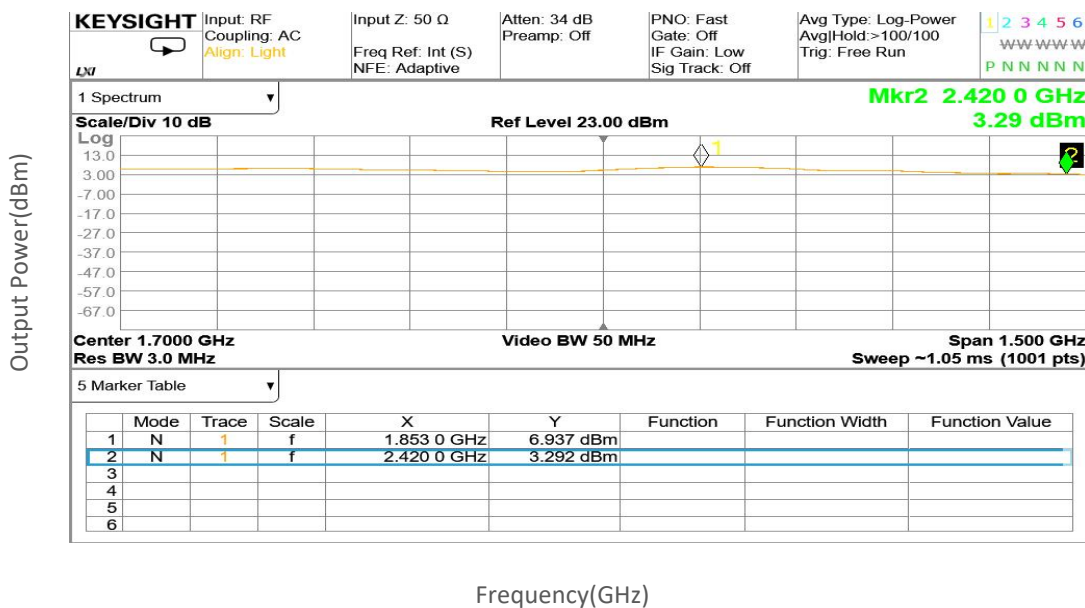 KEYSIGHT Input: RF Input Z: 50 Ω Atten: 34 dB PNO: Fast Avg Type: Log-Power 1 2 3 4 5 6
Coupling: AC Preamp: Off Gate: Off Avg|Hold:>100/100
Align: Light Freq Ref: Int (S) IF Gain: Low Trig: Free Run W W W W W
LXI NFE: Adaptive Sig Track: Off P N N N N N
1 Spectrum ▼ Mkr2 2.420 0 GHz
Scale/Div 10 dB Ref Level 23.00 dBm 3.29 dBm
Log
1 2
13.0
3.00
-7.00
-17.0
-27.0
-37.0
-47.0
-57.0
-67.0
Output Power(dBm)
Center 1.7000 GHz Video BW 50 MHz Span 1.500 GHz
Res BW 3.0 MHz Sweep ~1.05 ms (1001 pts)
5 Marker Table ▼
Mode Trace Scale X Y Function Function Width Function Value
1 N 1 f 1.853 0 GHz 6.937 dBm
2 N 1 f 2.420 0 GHz 3.292 dBm
3
4
5
6
Frequency(GHz)